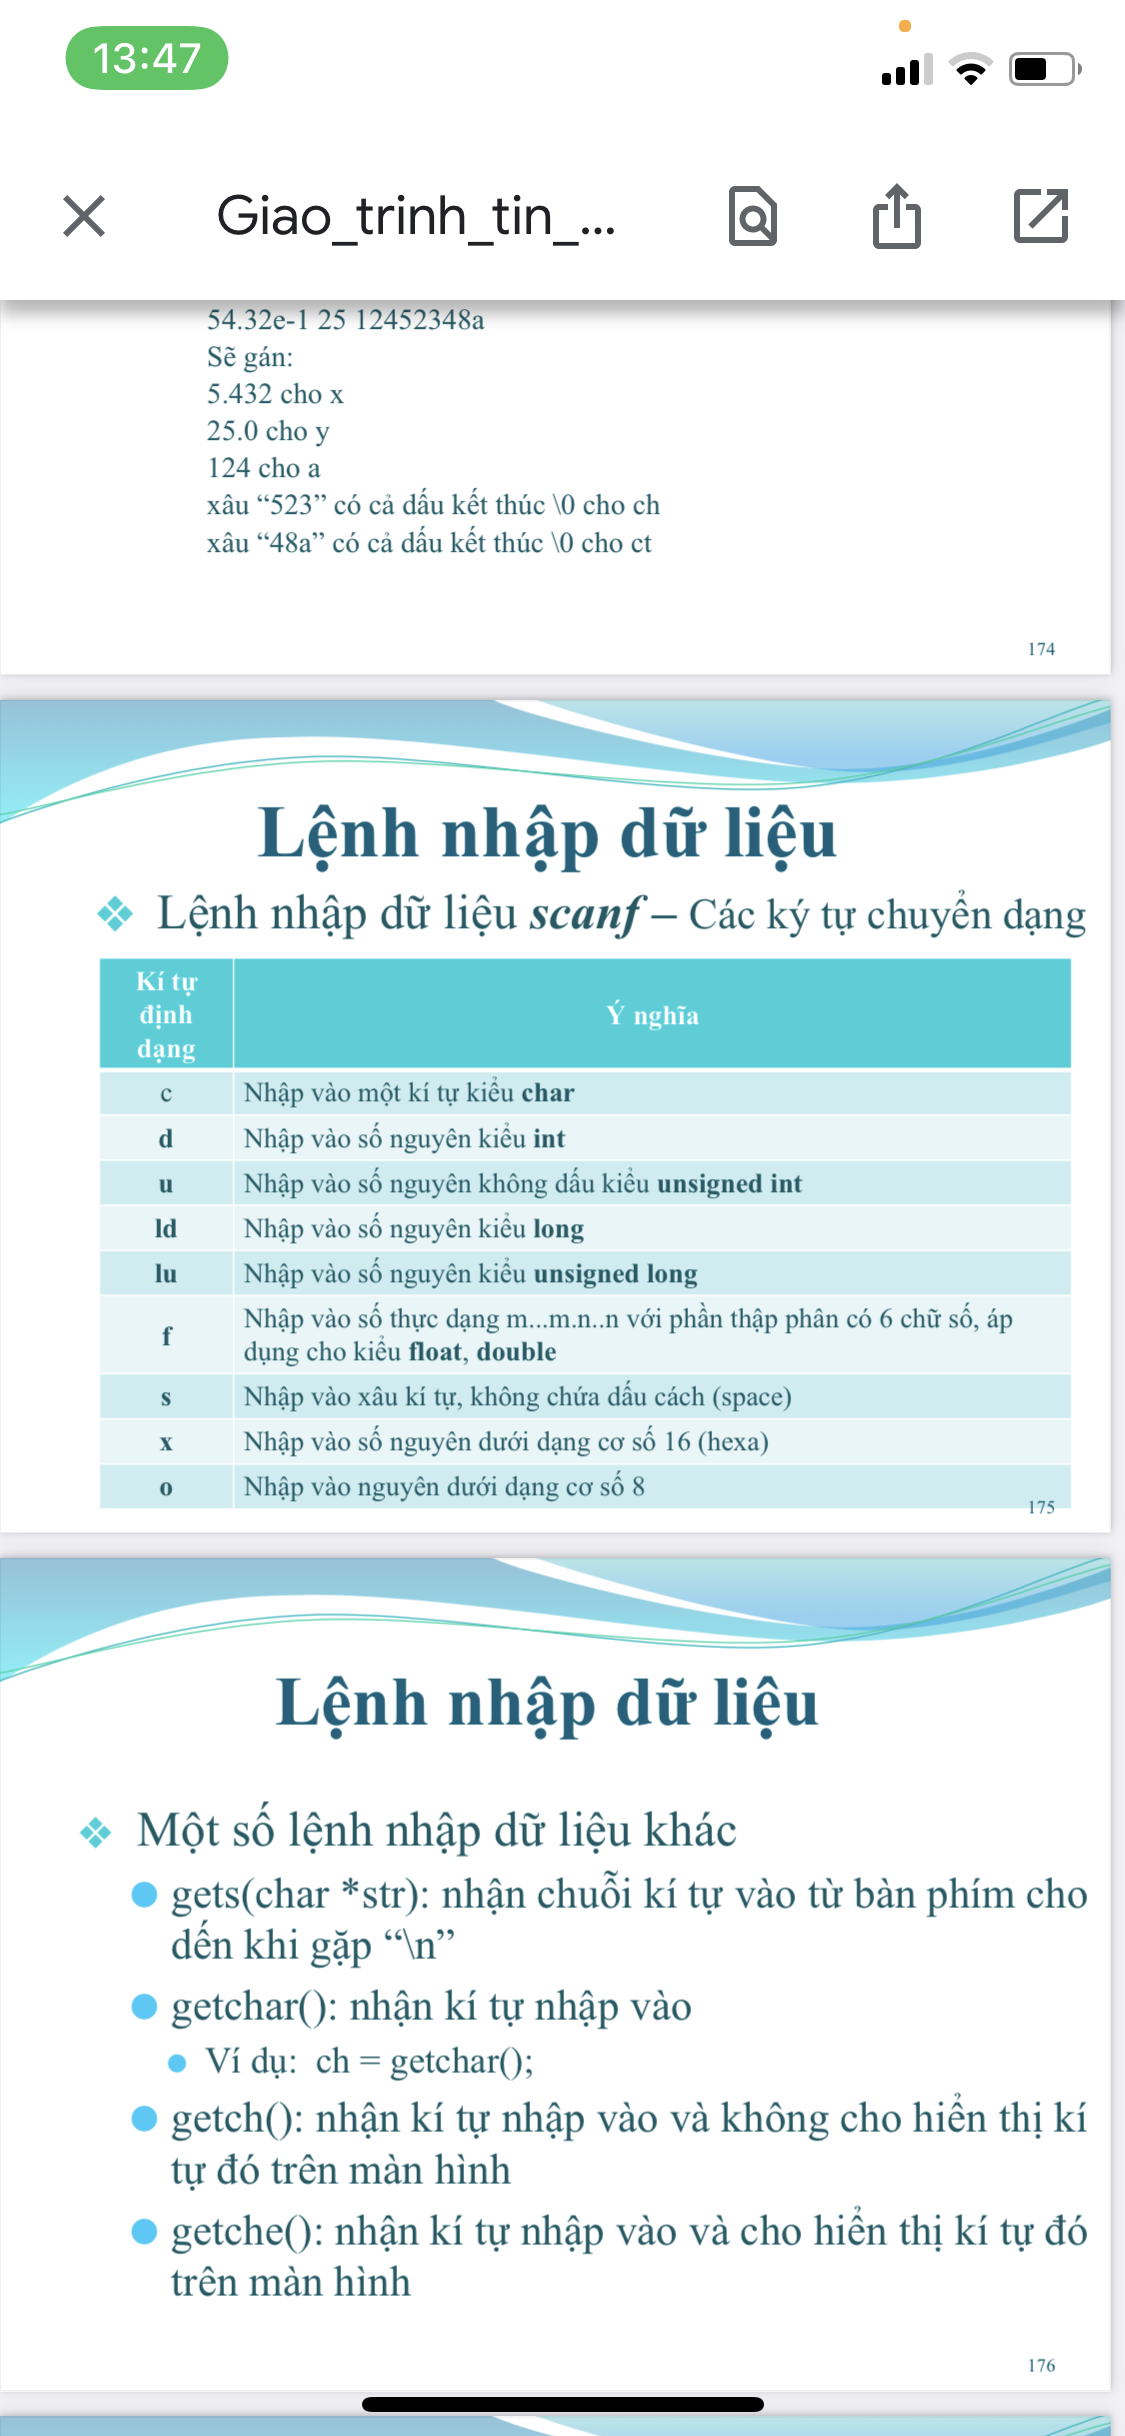 13:47
Giao_trinh_tin_...
54.32e-1 25 12452348a
Sẽ gán:
5.432 cho x
25.0 cho y
124 cho a
xâu “523” có cả dấu kết thúc \0 cho ch
xâu “48a” có cả dấu kết thúc \0 cho ct
174
Lệnh nhập dữ liệu
Lệnh nhập dữ liệu scanf – Các ký tự chuyển dạng
Kí tự
định
dạng
Ý nghĩa
c Nhập vào một kí tự kiểu char
d Nhập vào số nguyên kiểu int
u Nhập vào số nguyên không dấu kiểu unsigned int
ld Nhập vào số nguyên kiểu long
lu Nhập vào số nguyên kiểu unsigned long
f Nhập vào số thực dạng m...m.n..n với phần thập phân có 6 chữ số, áp
dụng cho kiểu float, double
s Nhập vào xâu kí tự, không chứa dấu cách (space)
x Nhập vào số nguyên dưới dạng cơ số 16 (hexa)
o Nhập vào nguyên dưới dạng cơ số 8
175
Lệnh nhập dữ liệu
Một số lệnh nhập dữ liệu khác
gets(char *str): nhận chuỗi kí tự vào từ bàn phím cho
dến khi gặp “\n”
getchar(): nhận kí tự nhập vào
Ví dụ: ch = getchar();
getch(): nhận kí tự nhập vào và không cho hiển thị kí
tự đó trên màn hình
getche(): nhận kí tự nhập vào và cho hiển thị kí tự đó
trên màn hình
176